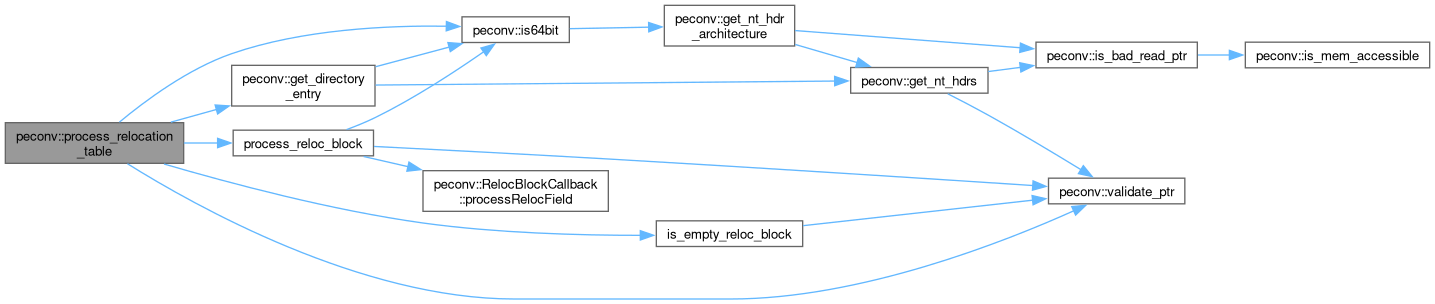 peconv::process_relocation
_table
peconv::is64bit
peconv::get_directory
_entry
process_reloc_block
peconv::RelocBlockCallback
::processRelocField
is_empty_reloc_block
peconv::get_nt_hdr
_architecture
peconv::get_nt_hdrs
peconv::is_bad_read_ptr
peconv::validate_ptr
peconv::is_mem_accessible